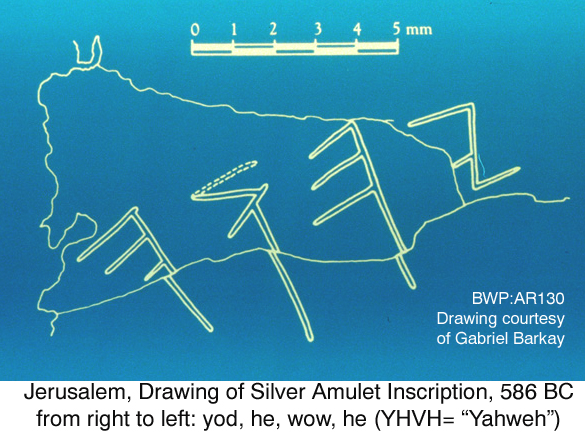 0 1 2 3 4 5 mm
𐤉𐤄𐤅𐤄
BWP:AR130
Drawing courtesy
of Gabriel Barkay
Jerusalem, Drawing of Silver Amulet Inscription, 586 BC
from right to left: yod, he, wow, he (YHVH= “Yahweh”)